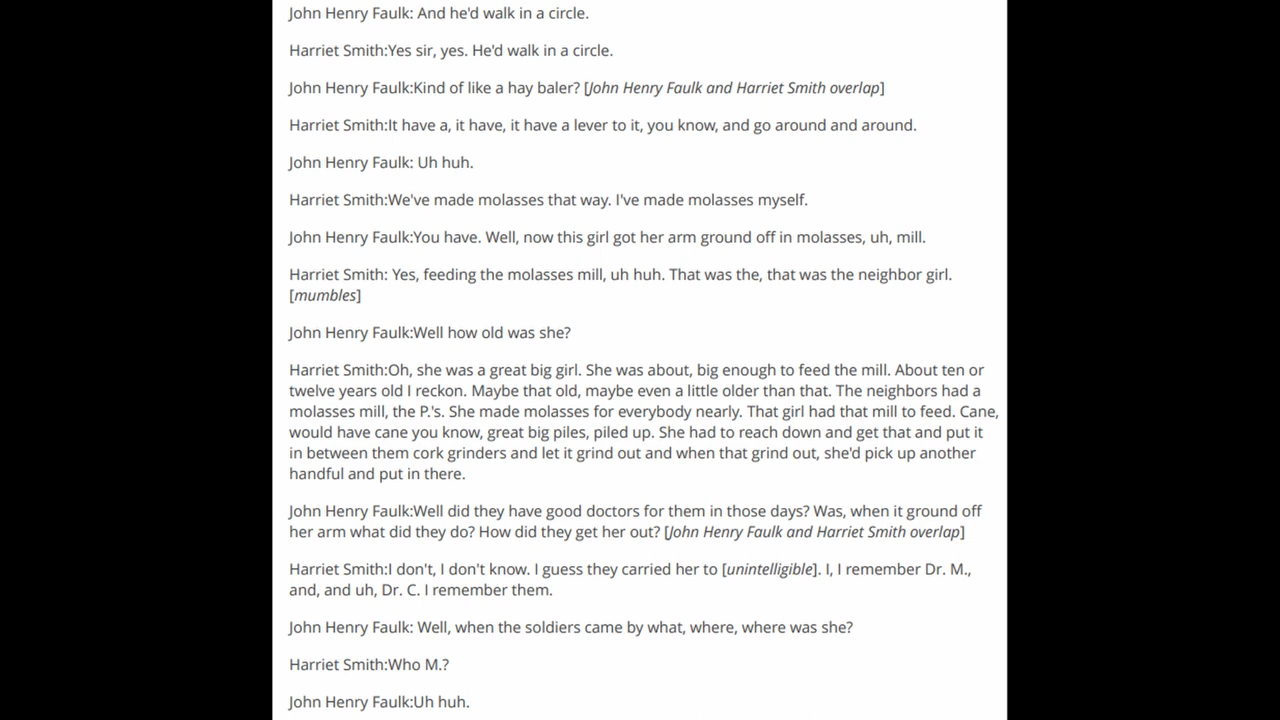 John Henry Faulk: And he'd walk in a circle.
Harriet Smith:Yes sir, yes. He'd walk in a circle.
John Henry Faulk:Kind of like a hay baler? [John Henry Faulk and Harriet Smith overlap]
Harriet Smith:It have a, it have, it have a lever to it, you know, and go around and around.
John Henry Faulk: Uh huh.
Harriet Smith:We've made molasses that way. I've made molasses myself.
John Henry Faulk:You have. Well, now this girl got her arm ground off in molasses, uh, mill.
Harriet Smith: Yes, feeding the molasses mill, uh huh. That was the, that was the neighbor girl.
[mumbles]
John Henry Faulk:Well how old was she?
Harriet Smith:Oh, she was a great big girl. She was about, big enough to feed the mill. About ten or
twelve years old I reckon. Maybe that old, maybe even a little older than that. The neighbors had a
molasses mill, the P.'s. She made molasses for everybody nearly. That girl had that mill to feed. Cane,
would have cane you know, great big piles, piled up. She had to reach down and get that and put it
in between them cork grinders and let it grind out and when that grind out, she'd pick up another
handful and put in there.
John Henry Faulk:Well did they have good doctors for them in those days? Was, when it ground off
her arm what did they do? How did they get her out? [John Henry Faulk and Harriet Smith overlap]
Harriet Smith:I don't, I don't know. I guess they carried her to [unintelligible]. I, I remember Dr. M.,
and, and uh, Dr. C. I remember them.
John Henry Faulk: Well, when the soldiers came by what, where, where was she?
Harriet Smith:Who M.?
John Henry Faulk:Uh huh.